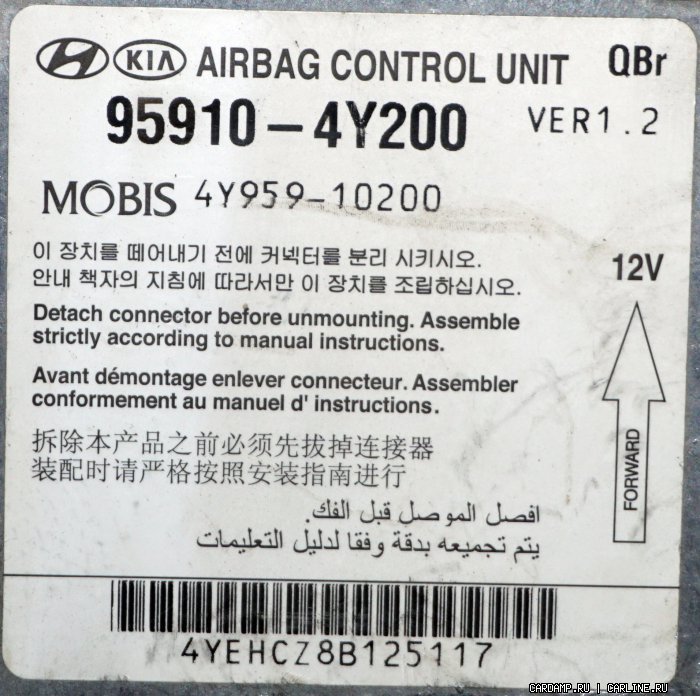 KIA AIRBAG CONTROL UNIT QBr
95910-4Y200 VER1.2
MOBIS 4Y959-10200
이 장치를 떼어내기 전에 커넥터를 분리 시키시오.
안내 책자의 지침에 따라서만 이 장치를 조립하십시오.
12V
Detach connector before unmounting. Assemble
strictly according to manual instructions.
Avant démontage enlever connecteur. Assembler
conformement au manuel d' instructions.
FORWARD
拆除本产品之前必须先拔掉连接器
装配时请严格按照安装指南进行
افصل الموصل قبل الفك.
يتم تجميعه بدقة وفقا لدليل التعليمات
4YEHCZ8B125117
CARDAMP.RU | CARLINE.RU